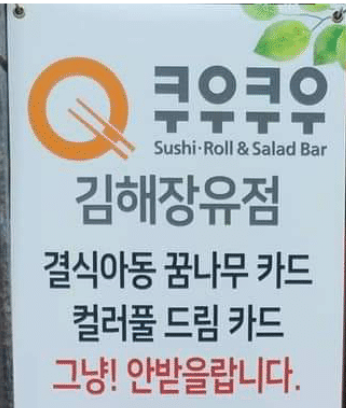 쿠우쿠우
Sushi·Roll & Salad Bar
김해장유점
결식아동 꿈나무 카드
컬러풀 드림 카드
그냥! 안받을랍니다.